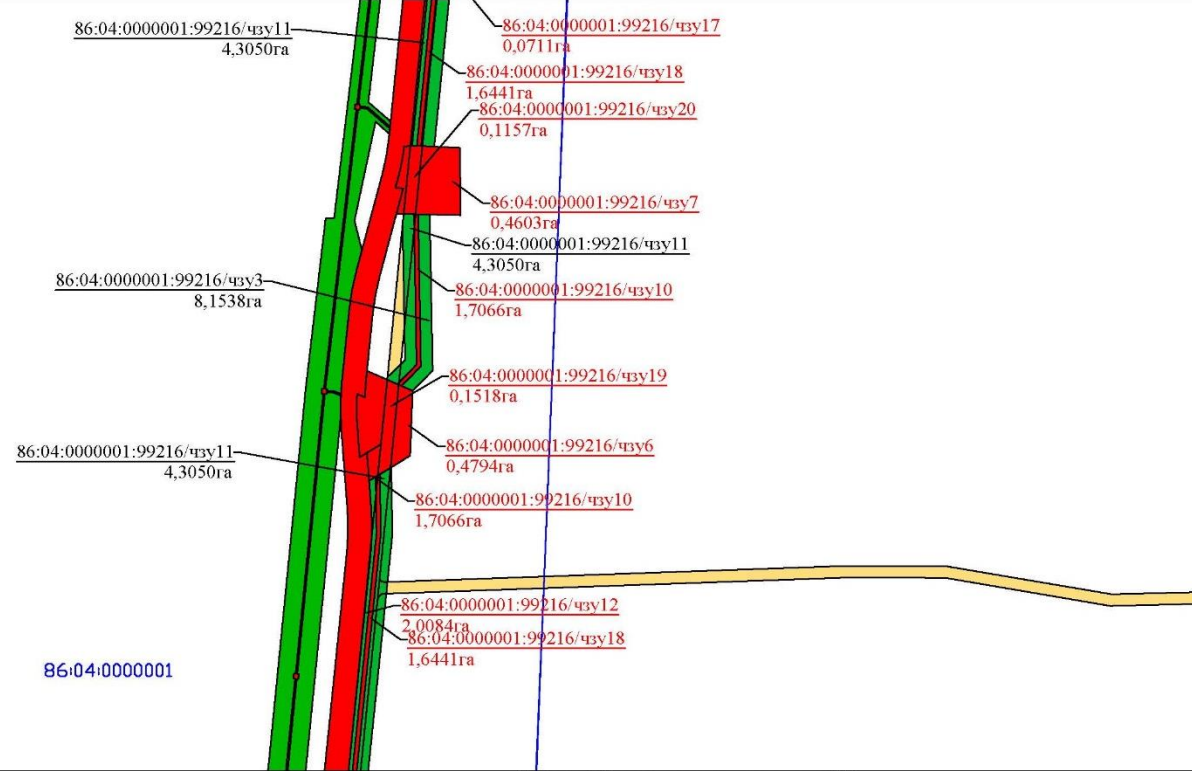 86:04:0000001:99216/чзу11
4,3050га
86:04:0000001:99216/чзу17
0,0711га
86:04:0000001:99216/чзу18
1,6441га
86:04:0000001:99216/чзу20
0,1157га
86:04:0000001:99216/чзу7
0,4603га
86:04:0000001:99216/чзу11
4,3050га
86:04:0000001:99216/чзу3
8,1538га
86:04:0000001:99216/чзу10
1,7066га
86:04:0000001:99216/чзу19
0,1518га
86:04:0000001:99216/чзу6
0,4794га
86:04:0000001:99216/чзу11
4,3050га
86:04:0000001:99216/чзу10
1,7066га
86:04:0000001:99216/чзу12
2,0084га
86:04:0000001:99216/чзу18
1,6441га
86:04:0000001